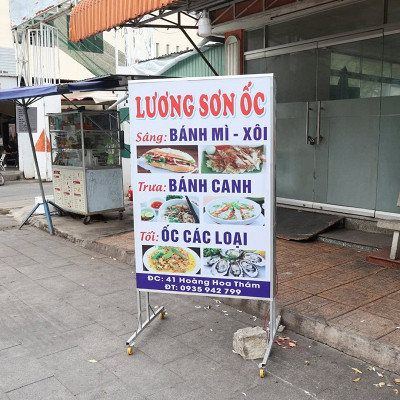 LƯƠNG SƠN ỐC
Sáng: BÁNH MÌ - XÔI
Trưa: BÁNH CANH
Tối: ỐC CÁC LOẠI
ĐC: 41 Hoàng Hoa Thám
ĐT: 0935 942 799